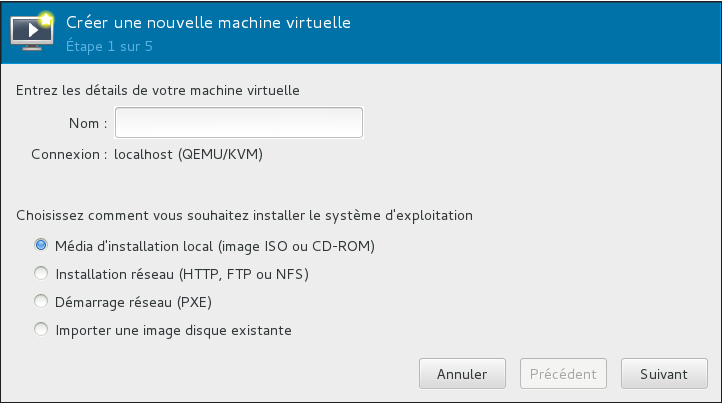 Créer une nouvelle machine virtuelle
Étape 1 sur 5
Entrez les détails de votre machine virtuelle
Nom :
Connexion : localhost (QEMU/KVM)
Choisissez comment vous souhaitez installer le système d'exploitation
Média d'installation local (image ISO ou CD-ROM)
Installation réseau (HTTP, FTP ou NFS)
Démarrage réseau (PXE)
Importer une image disque existante
Annuler Précédent Suivant